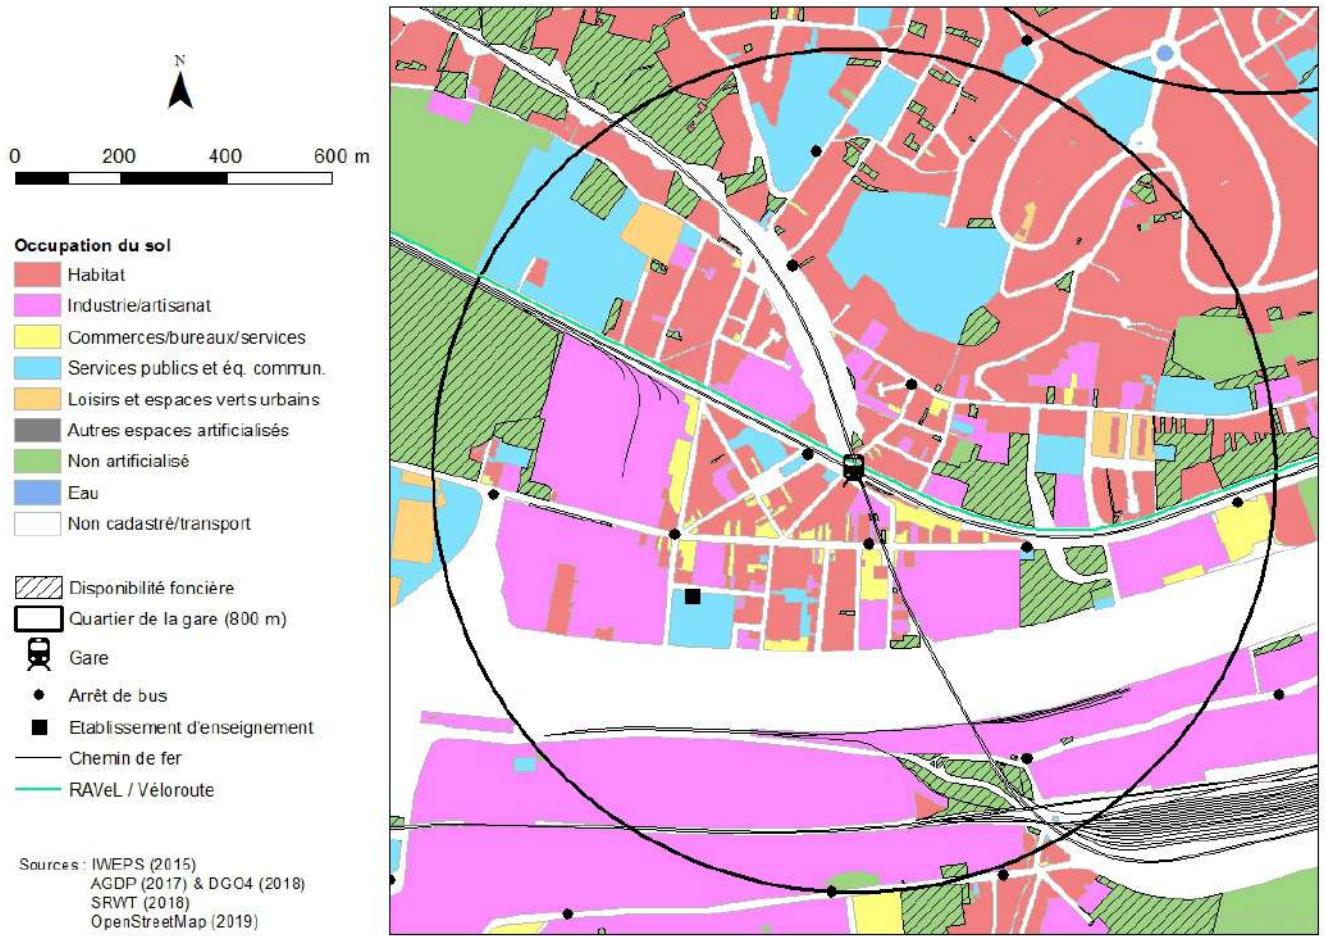 N
0 200 400 600 m
Occupation du sol
Habitat
Industrie/artisanat
Commerces/bureaux/services
Services publics et éq. commun.
Loisirs et espaces verts urbains
Autres espaces artificialisés
Non artificialisé
Eau
Non cadastré/transport
Disponibilité foncière
Quartier de la gare (800 m)
Gare
Arrêt de bus
Etablissement d'enseignement
Chemin de fer
RAVeL / Véloroute
Sources : IWEPS (2015)
AGDP (2017) & DGO4 (2018)
SRWT (2018)
OpenStreetMap (2019)